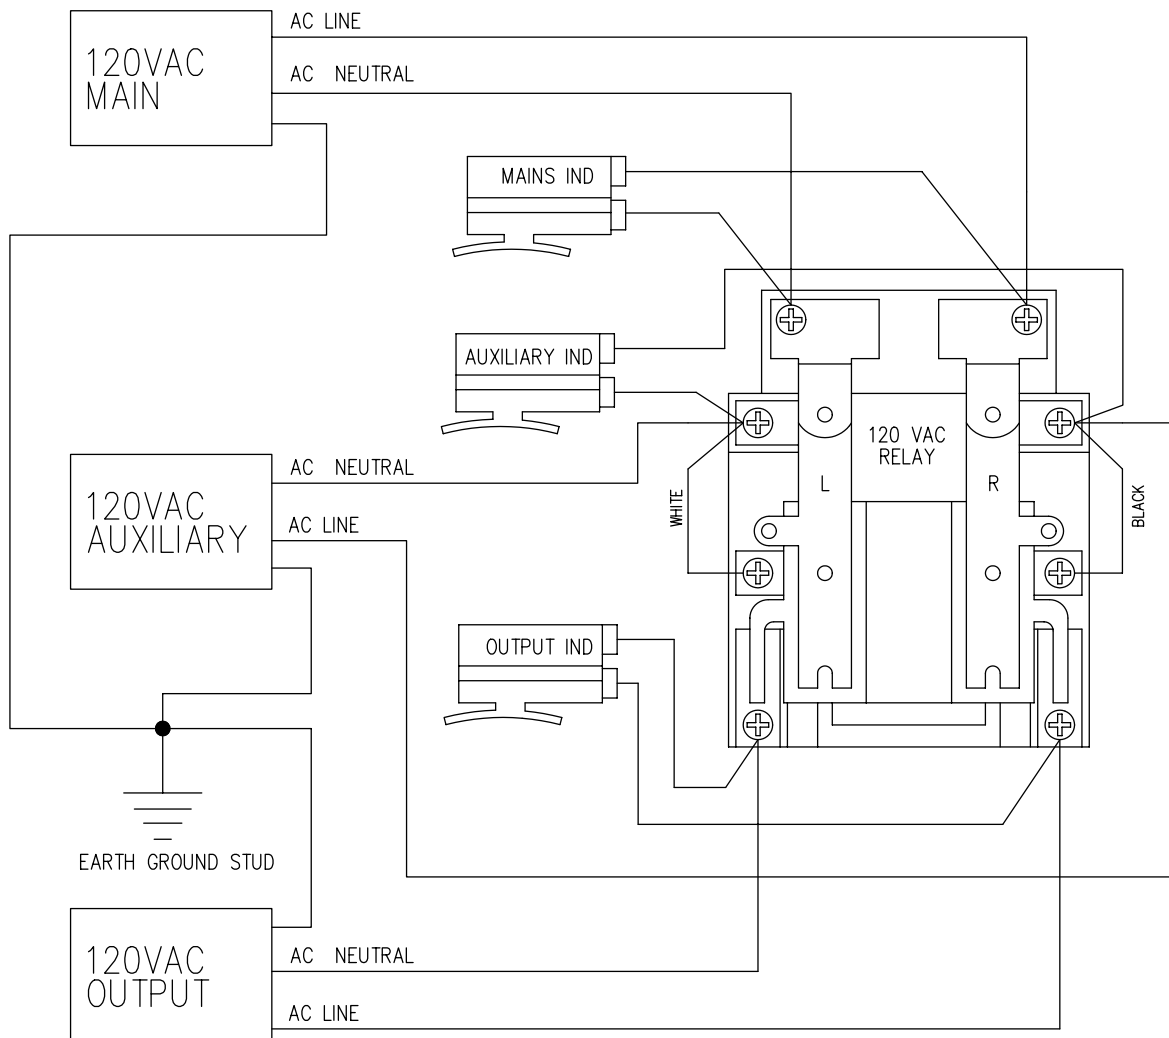 AC LINE
120VAC
MAIN
AC NEUTRAL
MAINS IND
AUXILIARY IND
120 VAC
RELAY
AC NEUTRAL
120VAC
AUXILIARY
L
R
WHITE
BLACK
AC LINE
OUTPUT IND
EARTH GROUND STUD
120VAC
OUTPUT
AC NEUTRAL
AC LINE